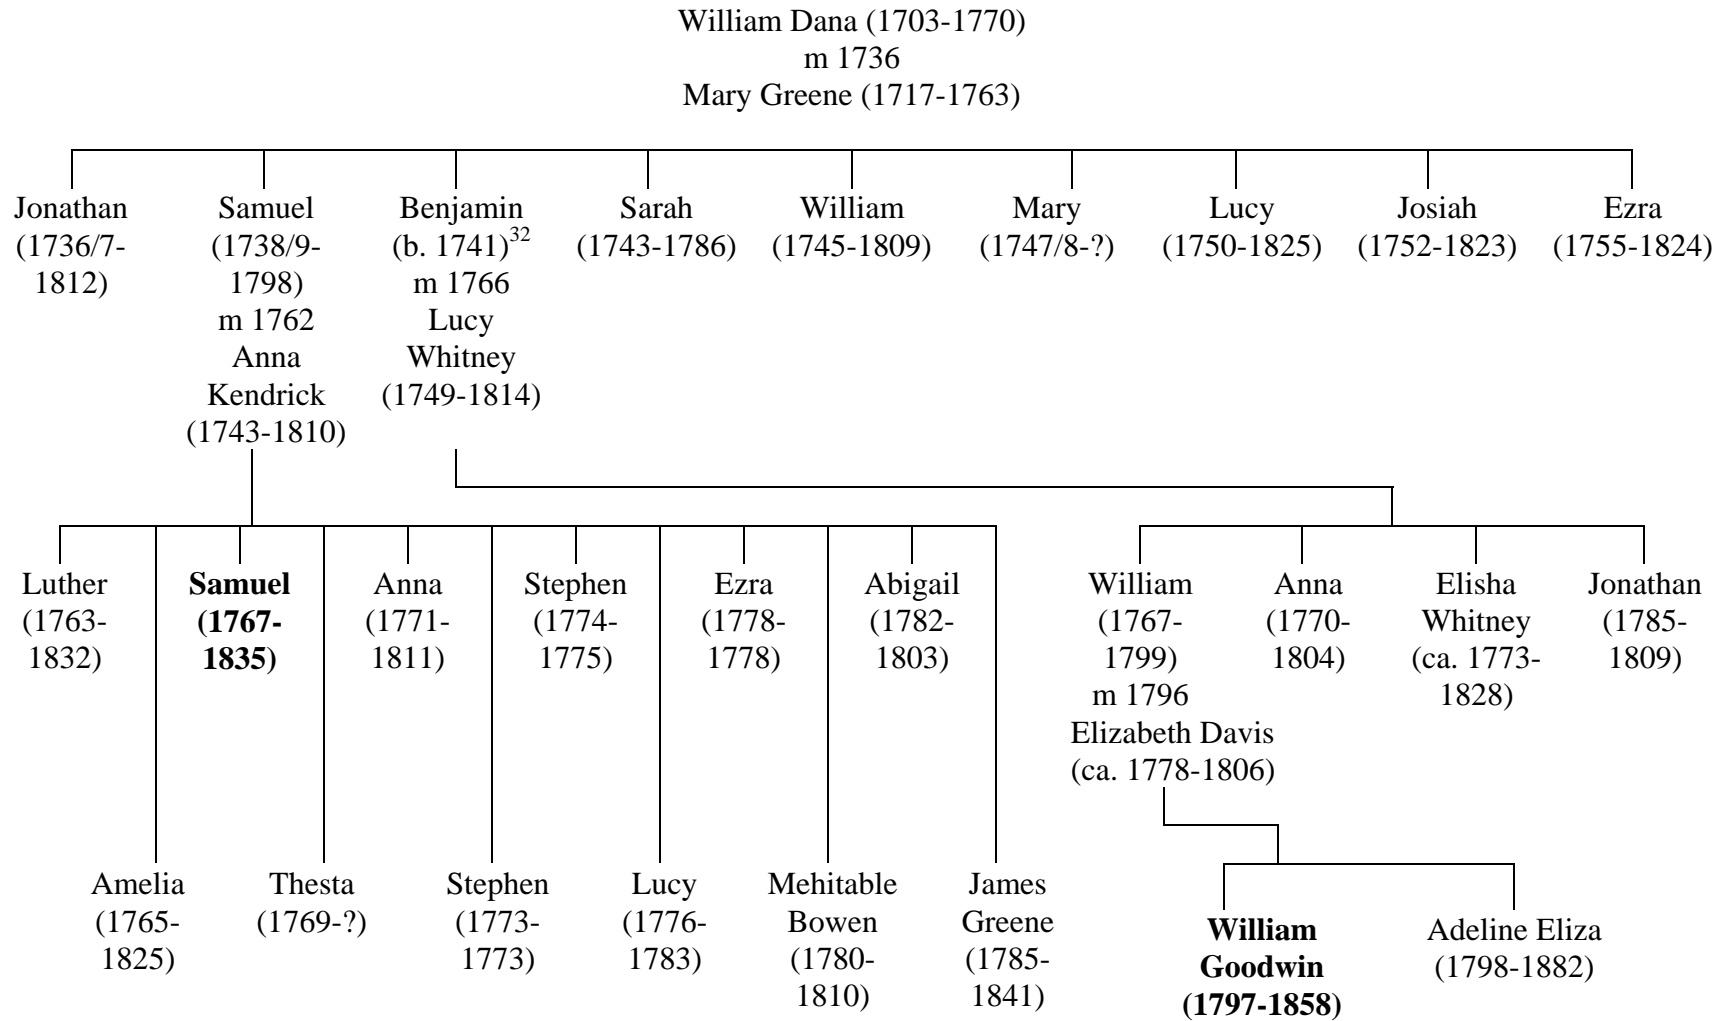 William Dana (1703-1770)
m 1736
Mary Greene (1717-1763)
Jonathan
(1736/7-
1812)
Samuel
(1738/9-
1798)
m 1762
Anna
Kendrick
(1743-1810)
Benjamin
(b. 1741)32
m 1766
Lucy
Whitney
(1749-1814)
Sarah
(1743-1786)
William
(1745-1809)
Mary
(1747/8-?)
Lucy
(1750-1825)
Josiah
(1752-1823)
Ezra
(1755-1824)
Luther
(1763-
1832)
Samuel
(1767-
1835)
Anna
(1771-
1811)
Stephen
(1774-
1775)
Ezra
(1778-
1778)
Abigail
(1782-
1803)
William
(1767-
1799)
m 1796
Elizabeth Davis
(ca. 1778-1806)
Anna
(1770-
1804)
Elisha
Whitney
(ca. 1773-
1828)
Jonathan
(1785-
1809)
Amelia
(1765-
1825)
Thesta
(1769-?)
Stephen
(1773-
1773)
Lucy
(1776-
1783)
Mehitable
Bowen
(1780-
1810)
James
Greene
(1785-
1841)
William
Goodwin
(1797-1858)
Adeline Eliza
(1798-1882)